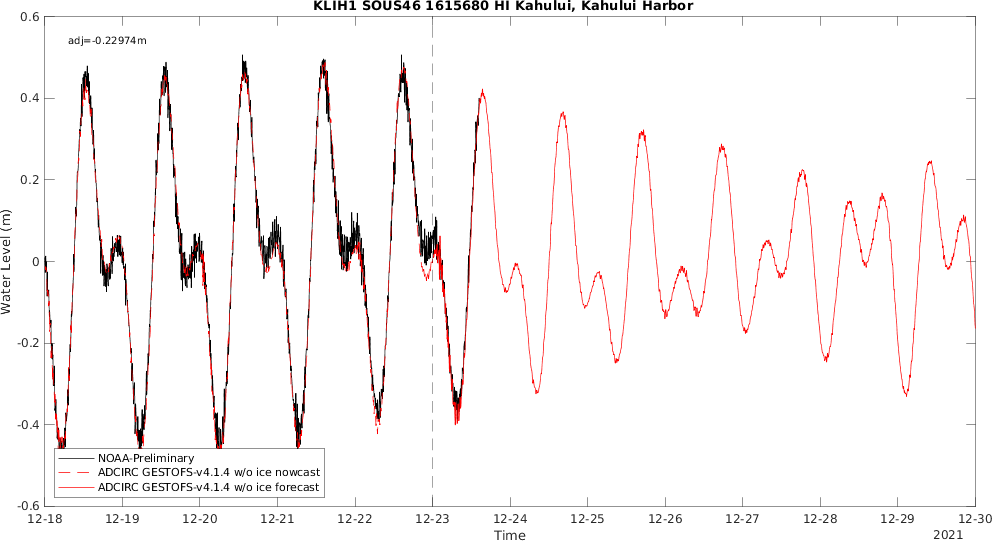 KLIH1 SOUS46 1615680 HI Kahului, Kahului Harbor
adj=-0.22974m
0.6
0.4
0.2
0
-0.2
-0.4
-0.6
Water Level (m)
NOAA-Preliminary
ADCIRC GESTOFS-v4.1.4 w/o ice nowcast
ADCIRC GESTOFS-v4.1.4 w/o ice forecast
12-18 12-19 12-20 12-21 12-22 12-23 12-24 12-25 12-26 12-27 12-28 12-29 12-30
Time
2021